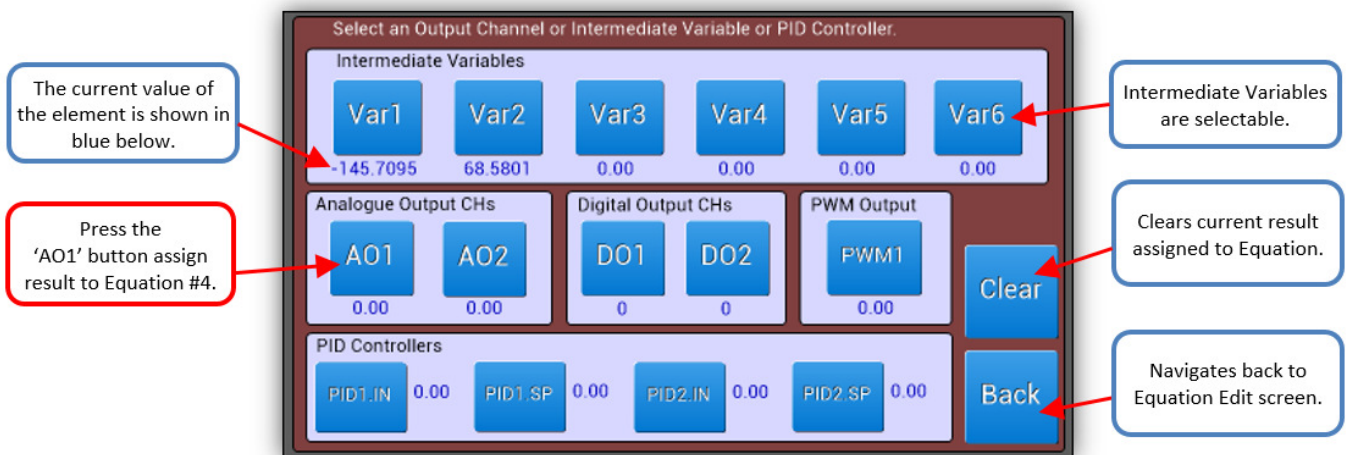 Select an Output Channel or Intermediate Variable or PID Controller.
Intermediate Variables
Var1 Var2 Var3 Var4 Var5 Var6
-145.7095 68.5801 0.00 0.00 0.00 0.00
The current value of
the element is shown in
blue below.
Intermediate Variables
are selectable.
Analogue Output CHs Digital Output CHs PWM Output
AO1 AO2 DO1 DO2 PWM1
0.00 0.00 0 0 0.00
Press the
‘AO1’ button assign
result to Equation #4.
Clear
Clears current result
assigned to Equation.
PID Controllers
PID1.IN 0.00 PID1.SP 0.00 PID2.IN 0.00 PID2.SP 0.00
Back
Navigates back to
Equation Edit screen.